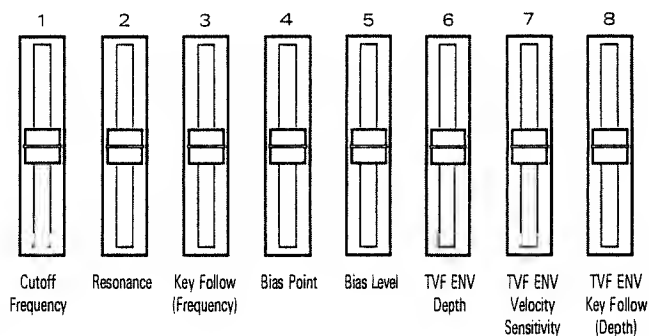 1 2 3 4 5 6 7 8
Cutoff Frequency
Resonance
Key Follow (Frequency)
Bias Point
Bias Level
TVF ENV Depth
TVF ENV Velocity Sensitivity
TVF ENV Key Follow (Depth)